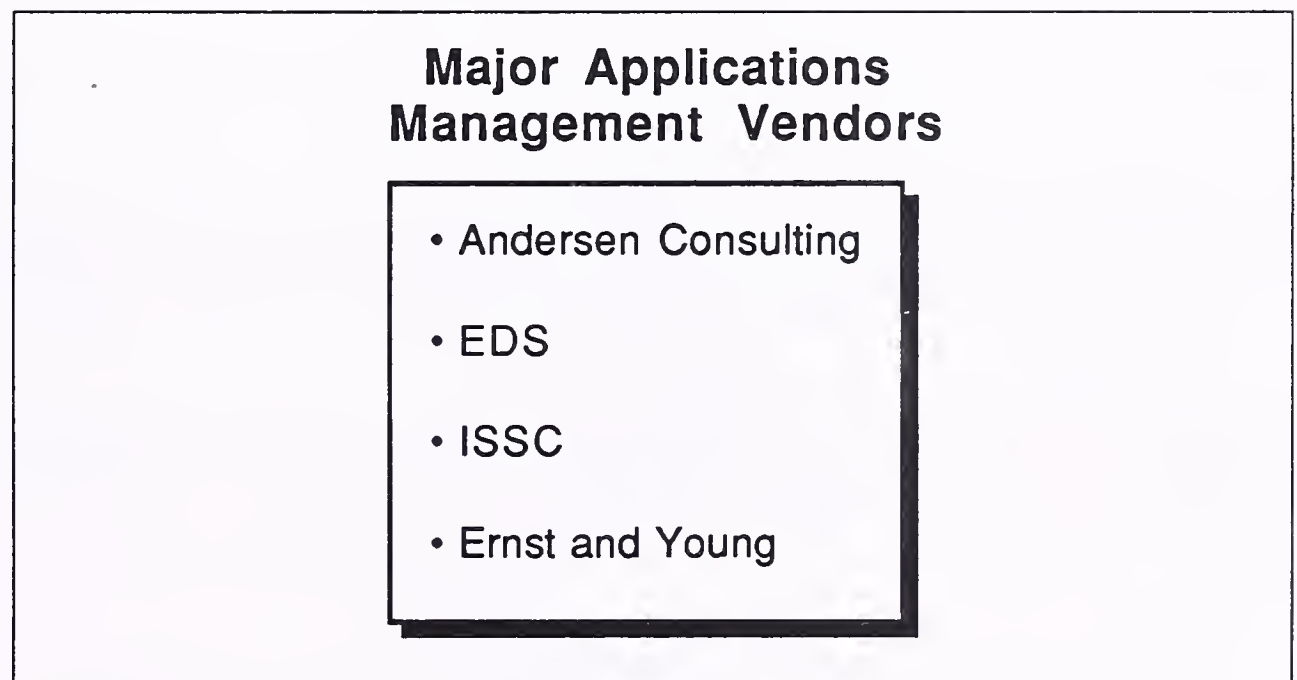 Major Applications
Management Vendors
• Andersen Consulting
• EDS
• ISSC
• Ernst and Young